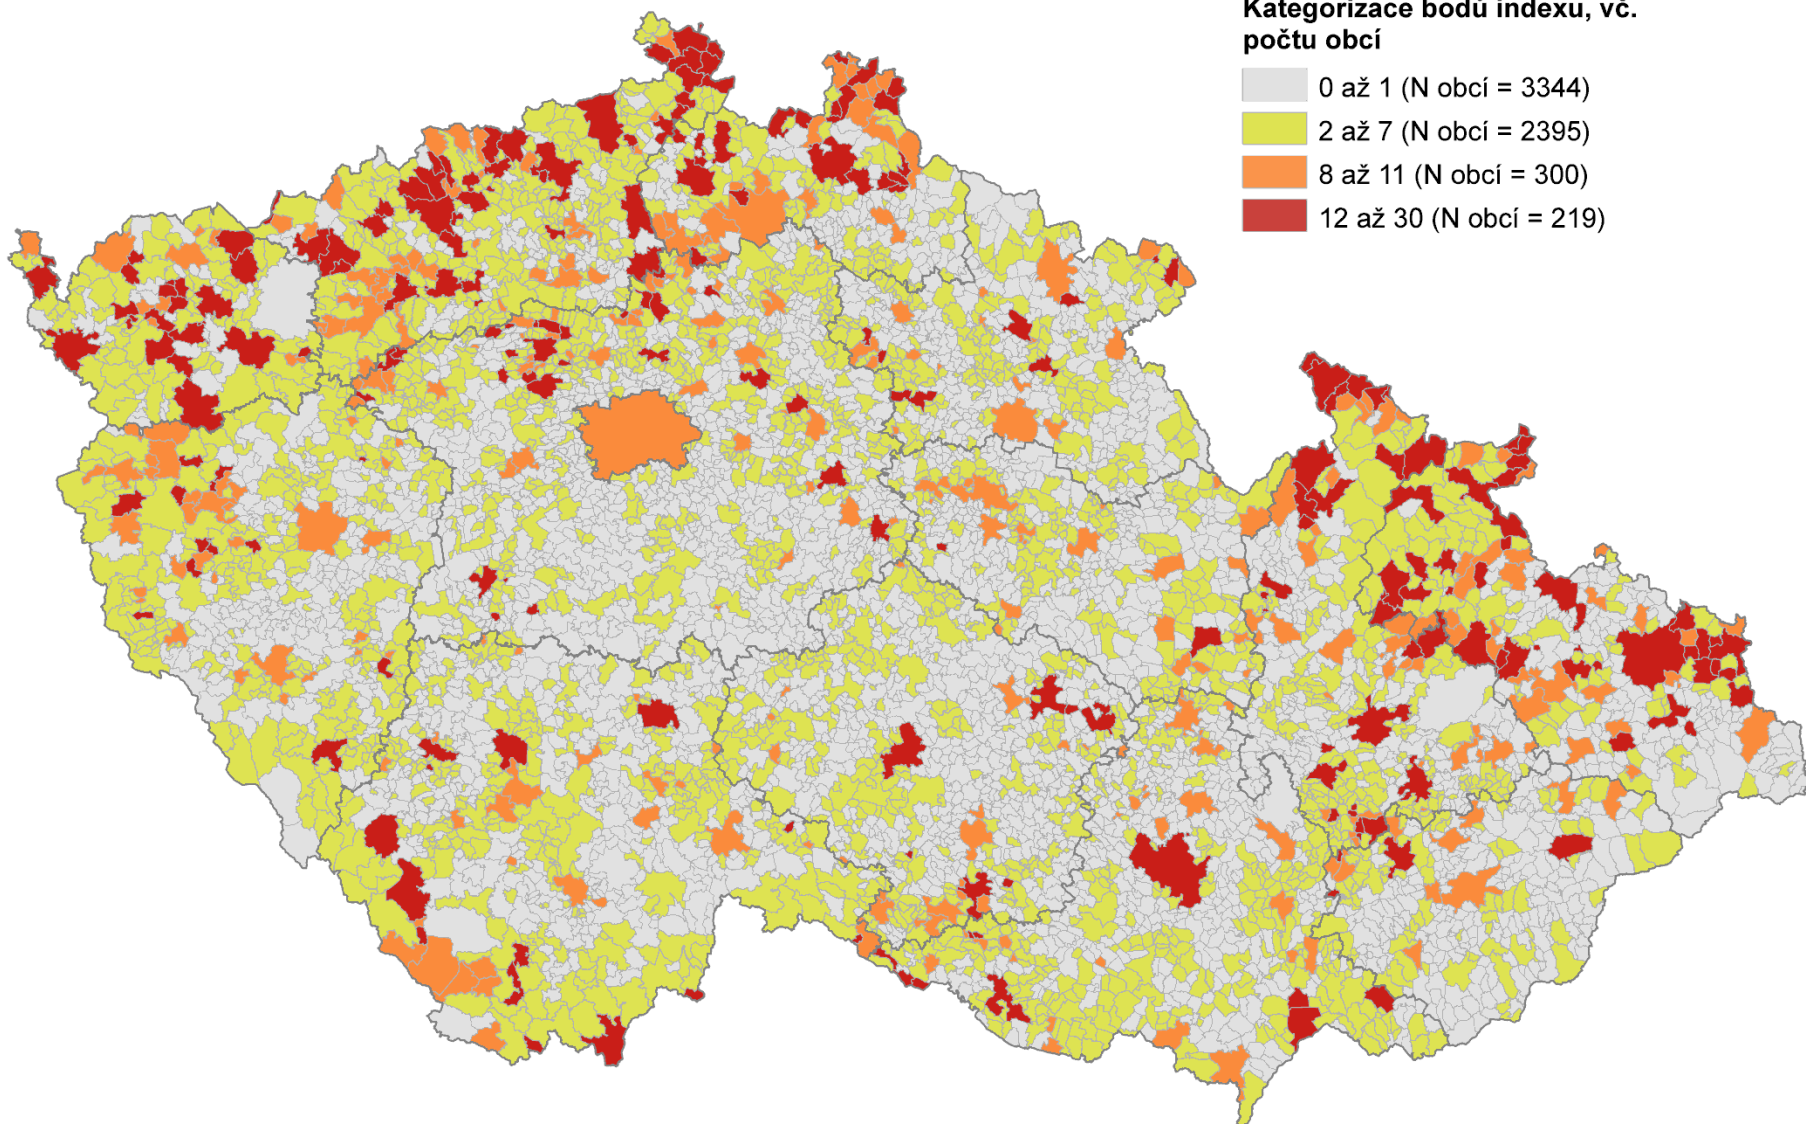 Kategorizace bodů indexu, vč.
počtu obcí
0 až 1 (N obcí = 3344)
2 až 7 (N obcí = 2395)
8 až 11 (N obcí = 300)
12 až 30 (N obcí = 219)